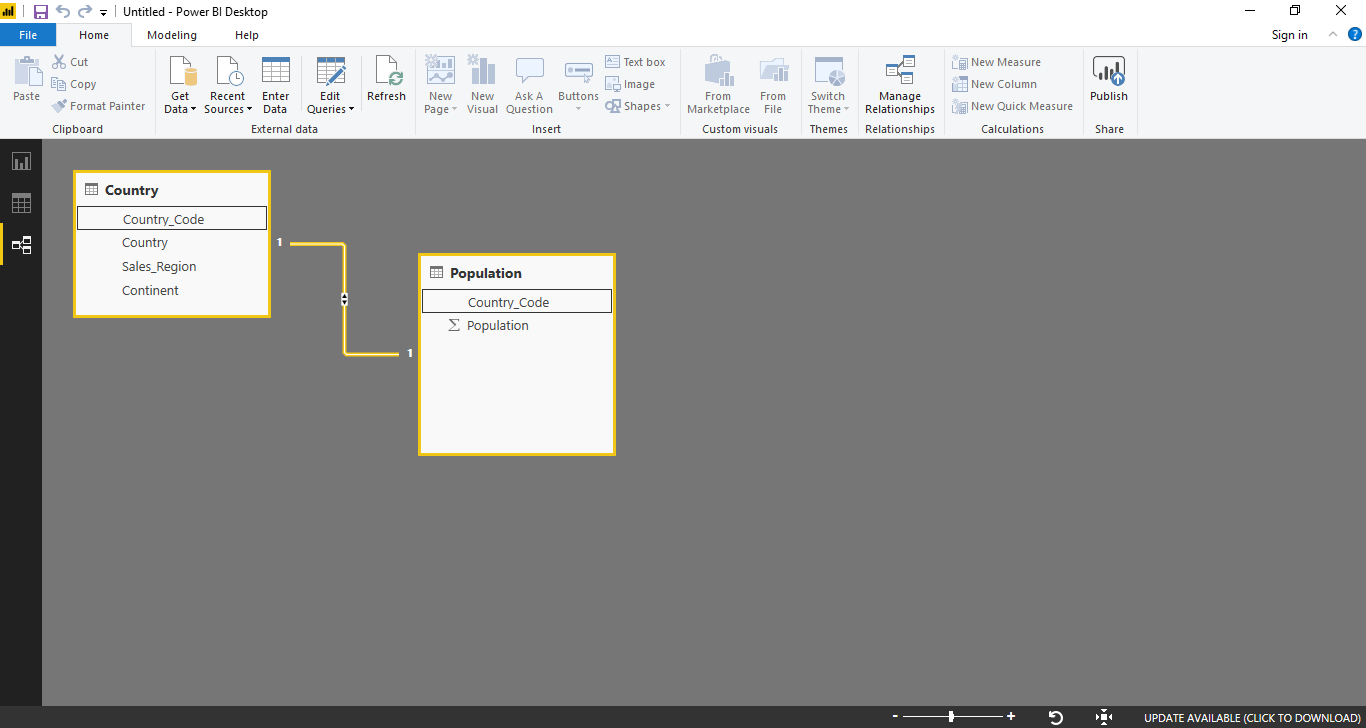 Untitled - Power BI Desktop
File Home Modeling Help Sign in ?
Paste
Cut
Copy
Format Painter
Clipboard
Get Data
Recent Sources
Enter Data
Edit Queries
Refresh
External data
New Page
New Visual
Ask A Question
Buttons
Text box
Image
Shapes
Insert
From Marketplace
From File
Custom visuals
Switch Theme
Themes
Manage Relationships
Relationships
New Measure
New Column
New Quick Measure
Calculations
Publish
Share
Country
Country_Code
Country
Sales_Region
Continent
1
1
Population
Country_Code
Σ Population
- +
UPDATE AVAILABLE (CLICK TO DOWNLOAD)